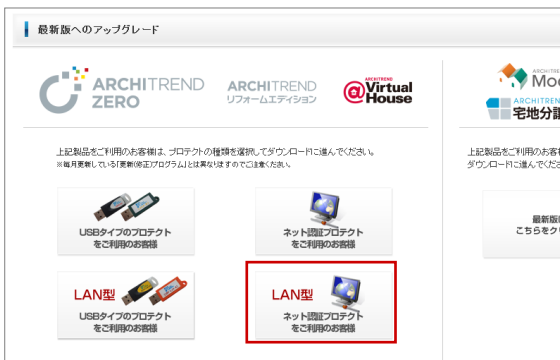 最新版へのアップグレード
ARCHITREND
ZERO
ARCHITREND
リフォームエディション
ARCHITREND
@Virtual
House
上記製品をご利用のお客様は、プロテクトの種類を選択してダウンロードに進んでください。
※毎月更新している「更新(修正)プログラム」とは異なりますのでご注意ください。
USBタイプのプロテクト
をご利用のお客様
ネット認証プロテクト
をご利用のお客様
LAN型
USBタイプのプロテクト
をご利用のお客様
LAN型
ネット認証プロテクト
をご利用のお客様
ARCHITRE
Mo
ARCHITREN
宅地分
上記製品をご利用のお客
ダウンロードに進んでくださ
最新版
こちらをク